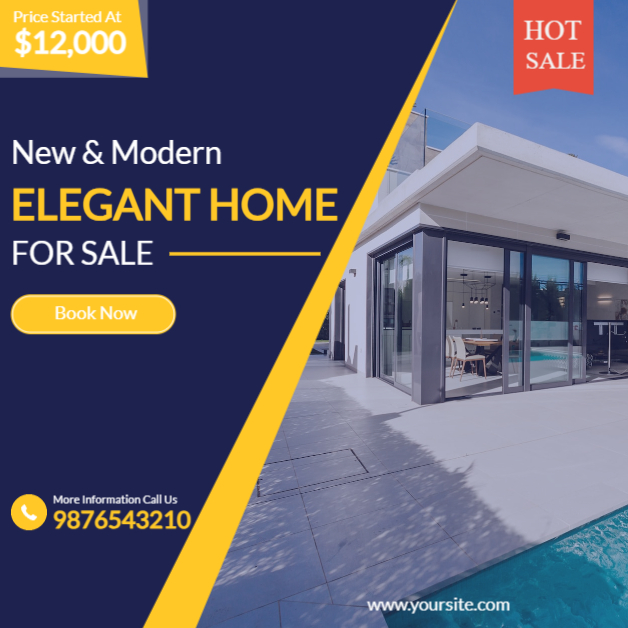 Price Started At
$12,000
HOT
SALE
New & Modern
ELEGANT HOME
FOR SALE
Book Now
More Information Call Us
9876543210
www.yoursite.com